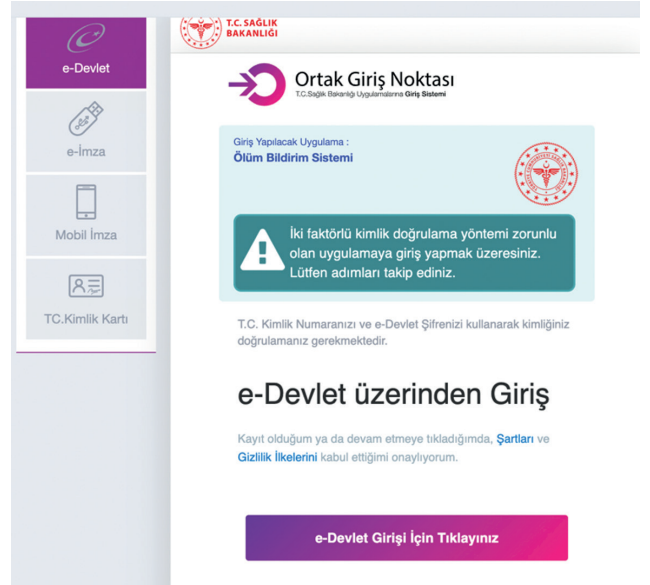 e-Devlet
e-İmza
Mobil İmza
TC.Kimlik Kartı
T.C. SAĞLIK
BAKANLIĞI
Ortak Giriş Noktası
T.C.Sağlık Bakanlığı Uygulamalarına Giriş Sistemi
Giriş Yapılacak Uygulama :
Ölüm Bildirim Sistemi
İki faktörlü kimlik doğrulama yöntemi zorunlu
olan uygulamaya giriş yapmak üzeresiniz.
Lütfen adımları takip ediniz.
T.C. Kimlik Numaranızı ve e-Devlet Şifrenizi kullanarak kimliğiniz
doğrulamanız gerekmektedir.
e-Devlet üzerinden Giriş
Kayıt olduğum ya da devam etmeye tıkladığımda, Şartları ve
Gizlilik İlkelerini kabul ettiğimi onaylıyorum.
e-Devlet Girişi İçin Tıklayınız